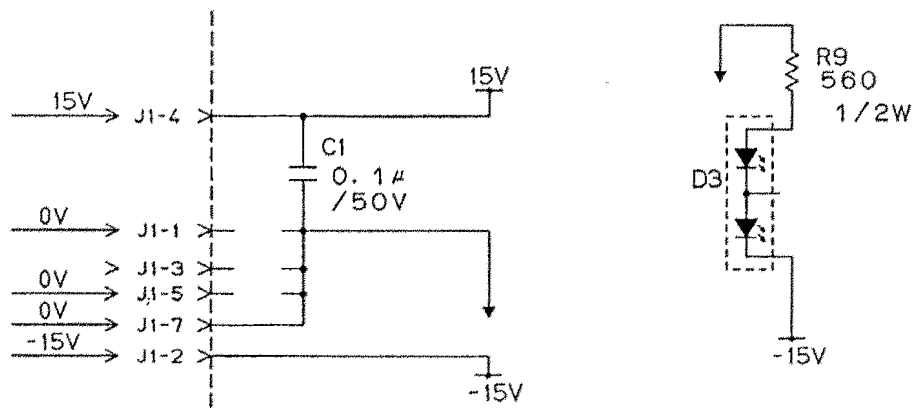 15V
J1-4
15V
C1
0.1μ
/50V
0V
J1-1
J1-3
0V
J1-5
0V
J1-7
-15V
J1-2
-15V
R9
560
1/2W
D3
-15V